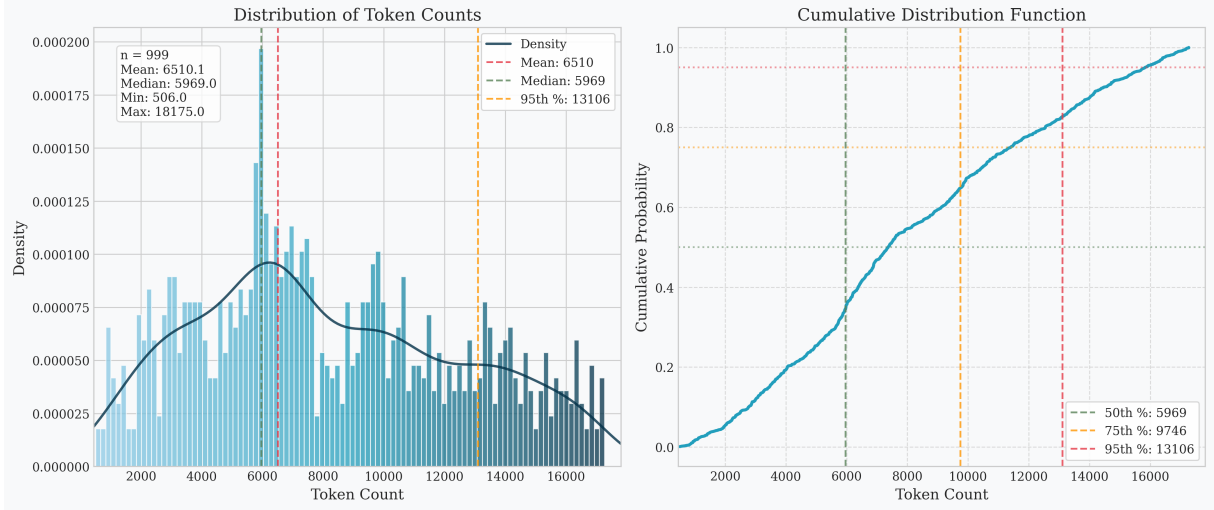 Distribution of Token Counts
0.000200
0.000175
0.000150
0.000125
0.000100
0.000075
0.000050
0.000025
0.000000
Density
n = 999
Mean: 6510.1
Median: 5969.0
Min: 506.0
Max: 18175.0
Density
Mean: 6510
Median: 5969
95th %: 13106
2000 4000 6000 8000 10000 12000 14000 16000
Token Count
Cumulative Distribution Function
1.0
0.8
0.6
0.4
0.2
0.0
Cumulative Probability
50th %: 5969
75th %: 9746
95th %: 13106
2000 4000 6000 8000 10000 12000 14000 16000
Token Count